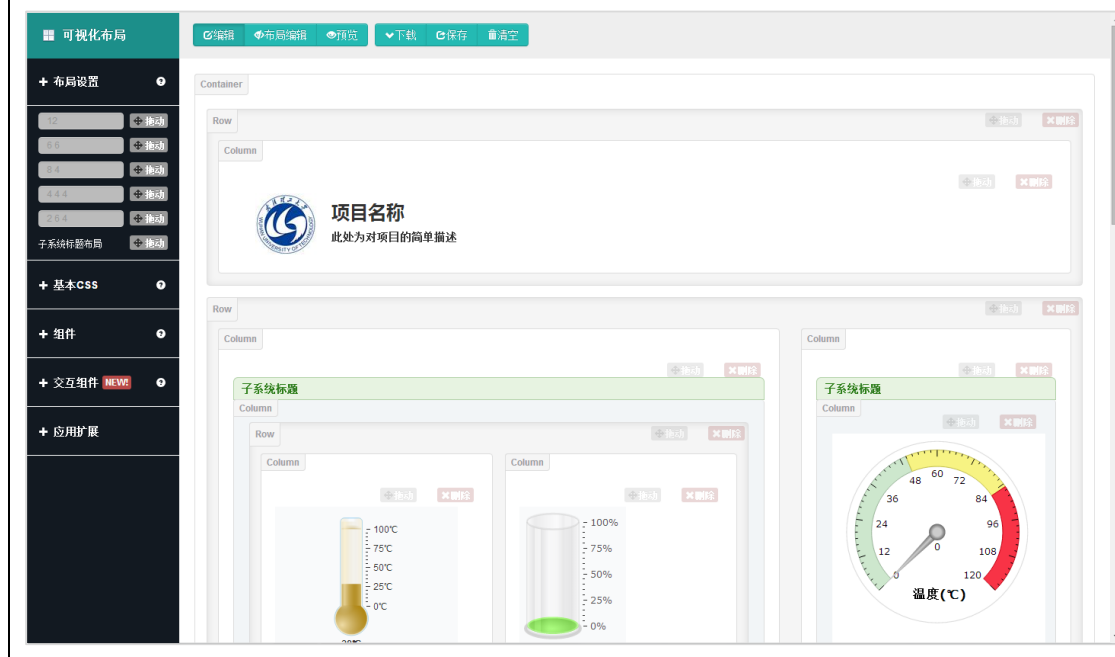 可视化布局
编辑 布局编辑 预览 下载 保存 清空
布局设置
12 拖动
6 6 拖动
8 4 拖动
4 4 4 拖动
2 6 4 拖动
子系统标题布局 拖动
基本CSS
组件
交互组件 NEW!
应用扩展
Container
Row 拖动 删除
Column
拖动 删除
项目名称
此处为对项目的简单描述
Row 拖动 删除
Column
拖动 删除
子系统标题
Column
Row 拖动 删除
Column
拖动 删除
100℃
75℃
50℃
25℃
0℃
Column
拖动 删除
100%
75%
50%
25%
0%
Column
拖动 删除
子系统标题
Column
拖动 删除
0
12
24
36
48
60
72
84
96
108
120
0
温度(℃)